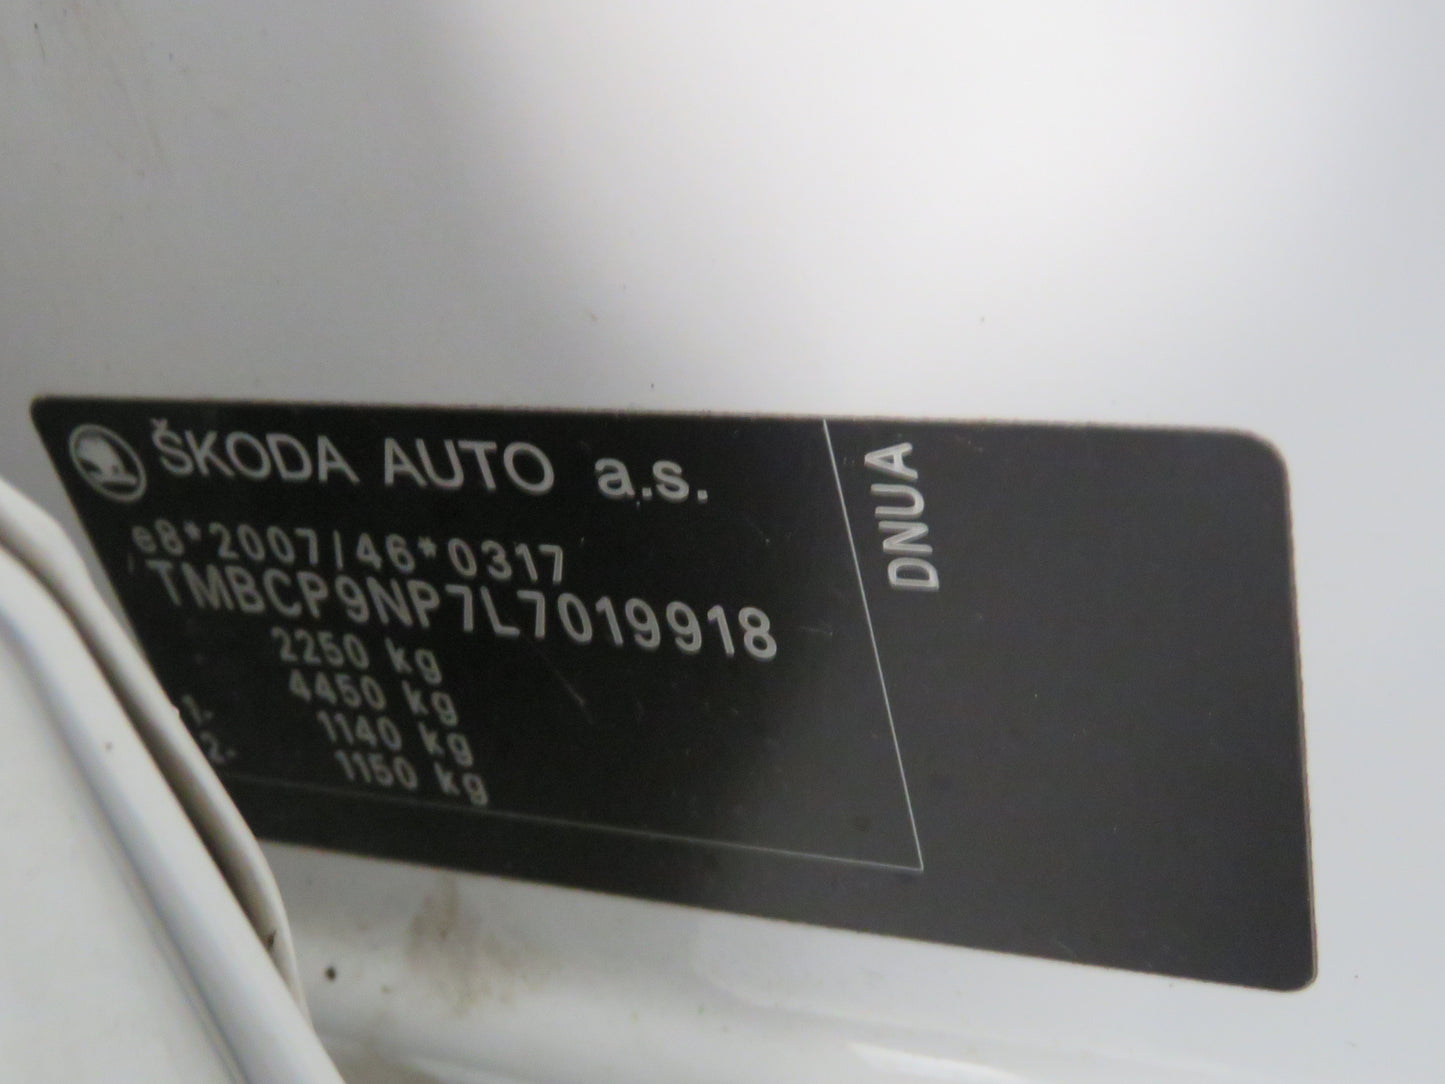 ŠKODA AUTO a.s.
e8*2007/46*0317
TMBCP9NP7L7019918
2250 kg
4450 kg
1- 1140 kg
2- 1150 kg
DNUA